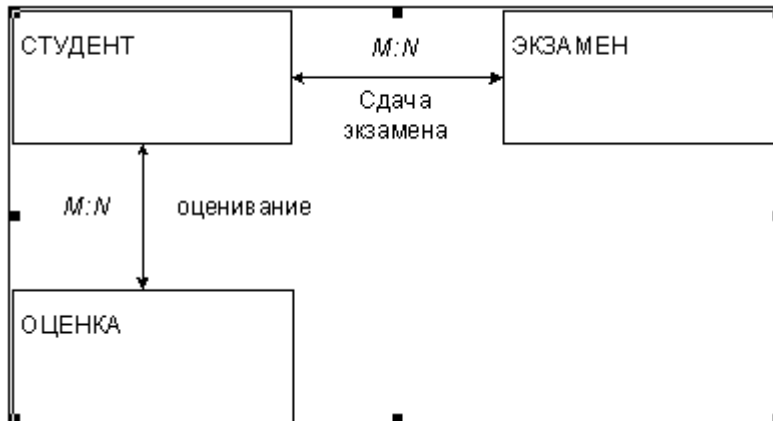 СТУДЕНТ
M:N
ЭКЗАМЕН
Сдача
экзамена
M:N
оценивание
ОЦЕНКА